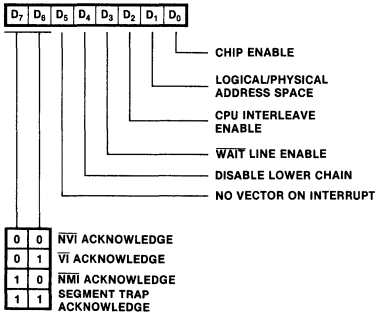 D7 D6 D5 D4 D3 D2 D1 D0
CHIP ENABLE
LOGICAL/PHYSICAL
ADDRESS SPACE
CPU INTERLEAVE
ENABLE
WAIT LINE ENABLE
DISABLE LOWER CHAIN
NO VECTOR ON INTERRUPT
0 0 NVI ACKNOWLEDGE
0 1 VI ACKNOWLEDGE
1 0 NMI ACKNOWLEDGE
1 1 SEGMENT TRAP
ACKNOWLEDGE